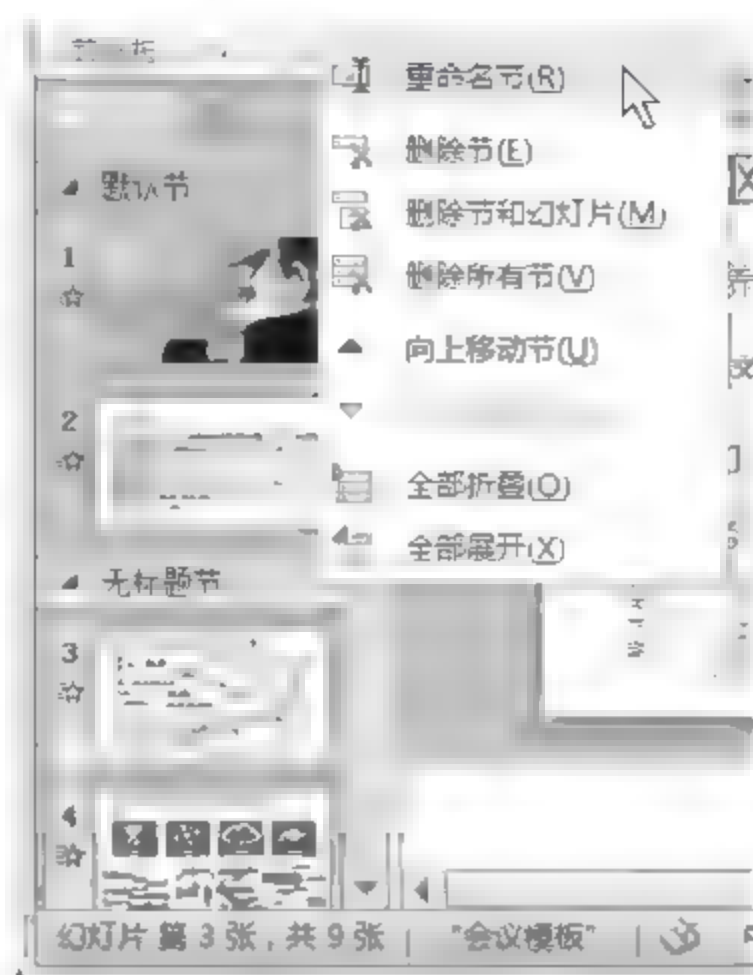 重命名节(R)
删除节(E)
默认节
删除节和幻灯片(M)
1
删除所有节(V)
向上移动节(U)
2
全部折叠(O)
全部展开(X)
无标题节
3
4
幻灯片 第 3 张，共 9 张 | "会议模板" |